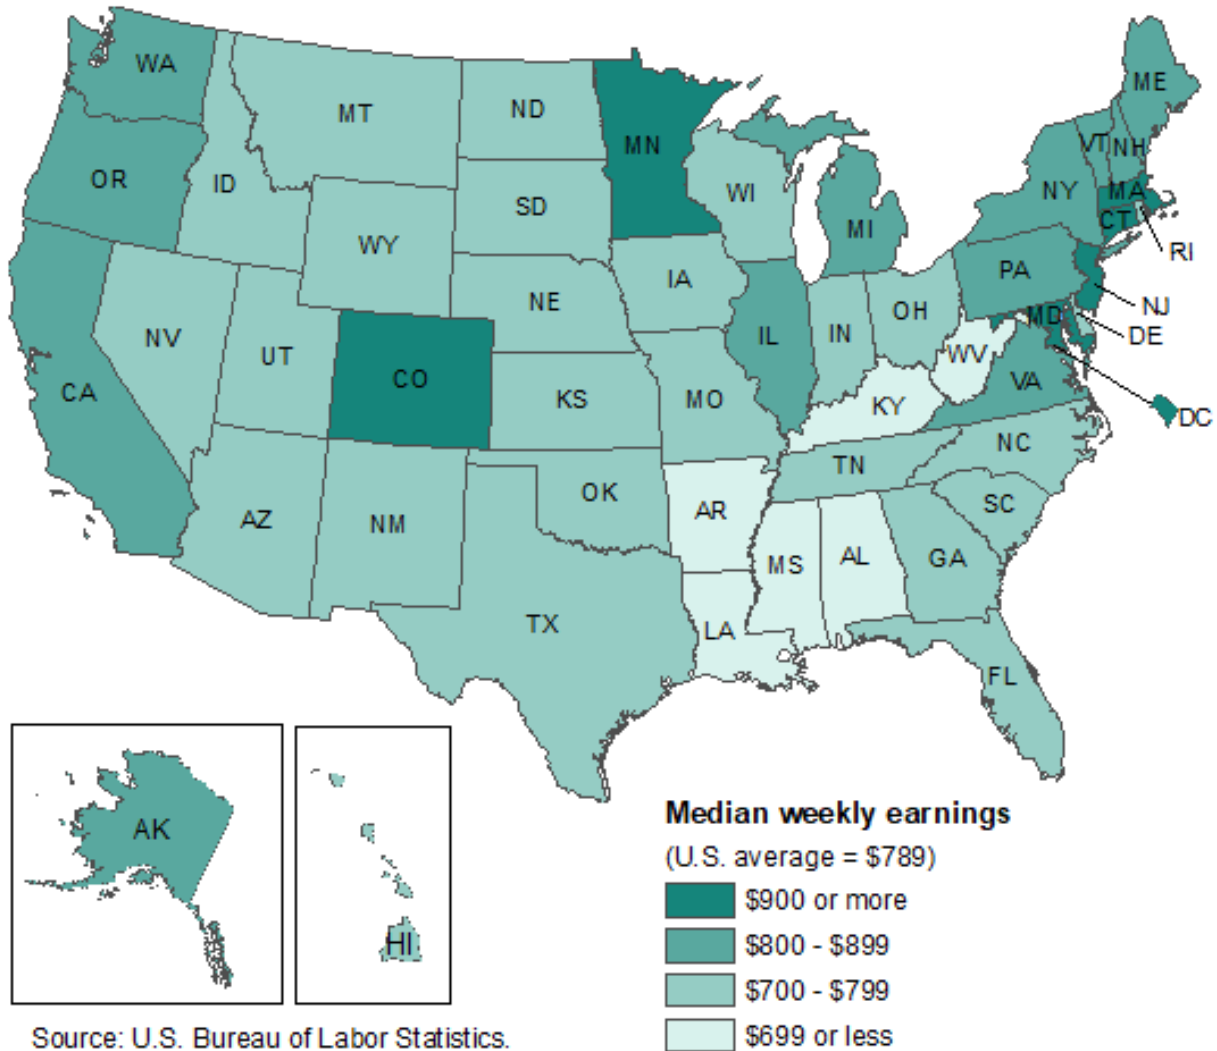 WA
MT
ND
MN
ME
VT
NH
OR
ID
SD
WI
NY
MA
CT
RI
WY
MI
IA
PA
NE
NJ
NV
UT
IL
IN
OH
MD
DE
CO
WV
VA
CA
KS
MO
KY
DC
NC
TN
AZ
NM
OK
AR
SC
MS
AL
GA
TX
LA
FL
AK
HI
Median weekly earnings
(U.S. average = $789)
$900 or more
$800 - $899
$700 - $799
$699 or less
Source: U.S. Bureau of Labor Statistics.